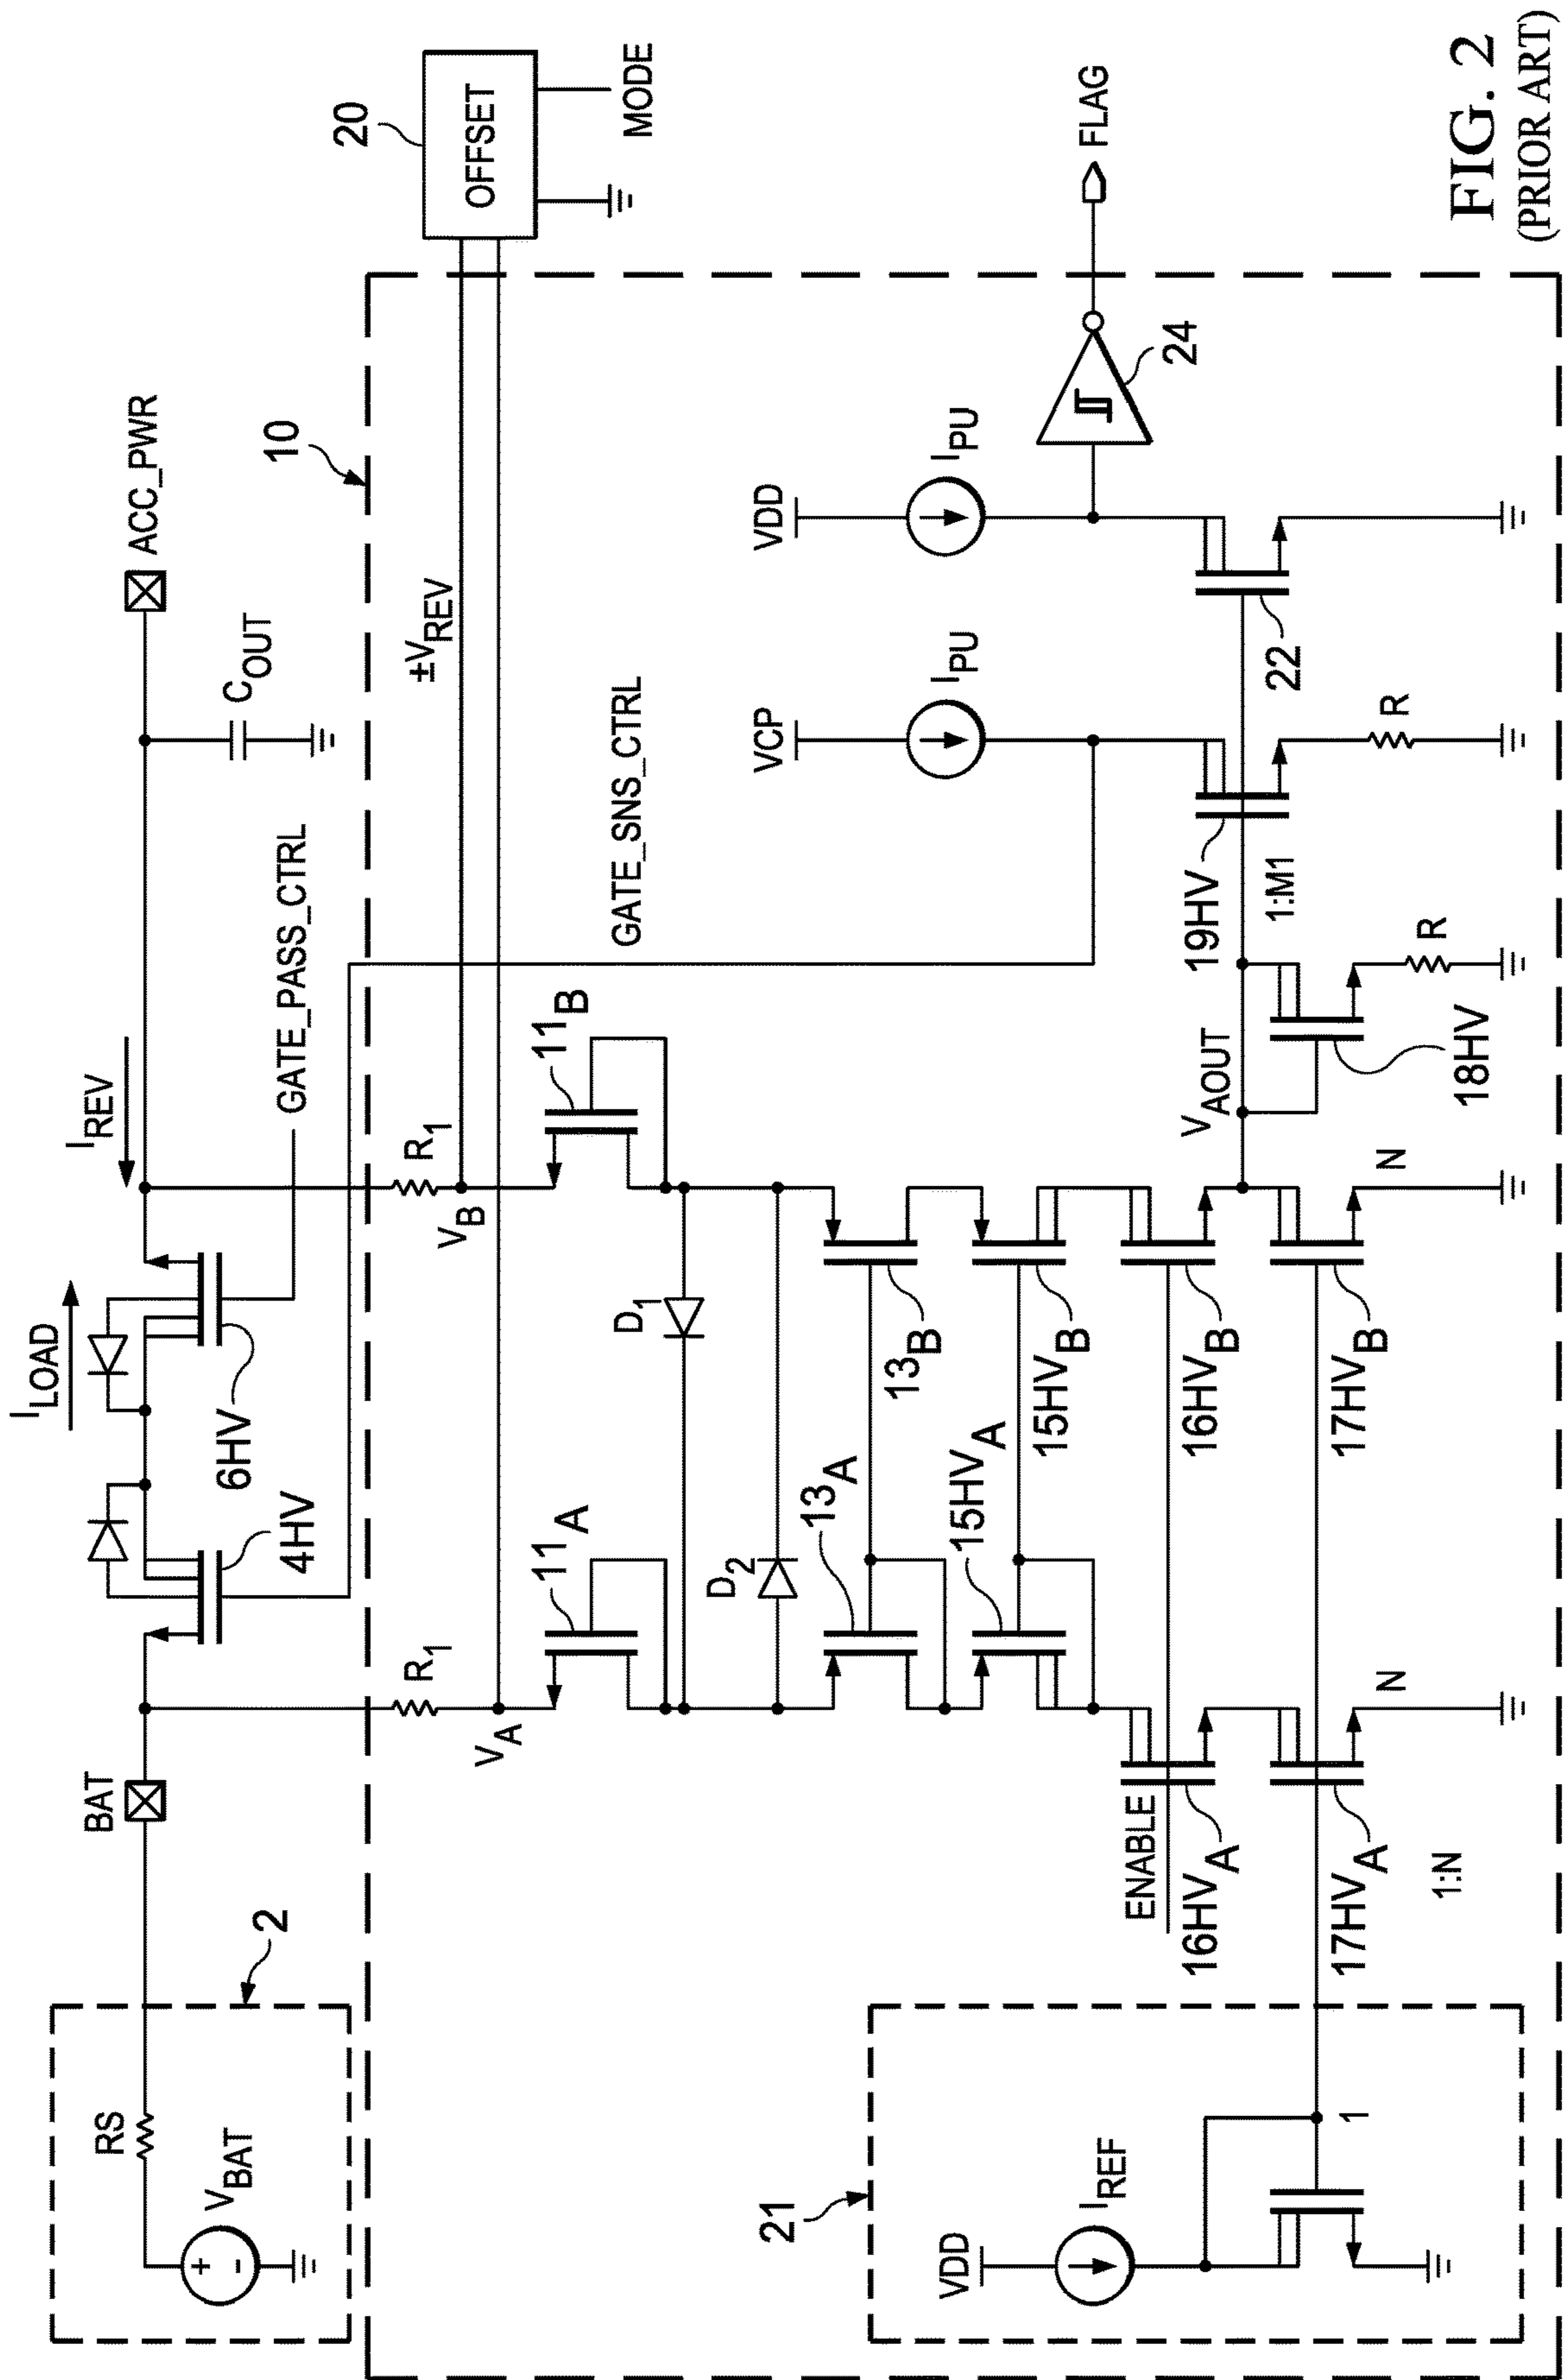 I_LOAD
I_REV
BAT
4HV
6HV
ACC_PWR
2
RS
V_BAT
+
-
GATE_PASS_CTRL
C_OUT
10
20
OFFSET
MODE
R_1
R_1
±V_REV
V_A
V_B
11_A
11_B
GATE_SNS_CTRL
D_1
D_2
VCP
VDD
I_PU
I_PU
13_A
13_B
24
FLAG
15HV_A
15HV_B
21
VDD
I_REF
ENABLE
16HV_A
16HV_B
V_AOUT
19HV
1:M1
22
17HV_A
17HV_B
1
1:N
N
N
18HV
R
R
FIG. 2
(PRIOR ART)